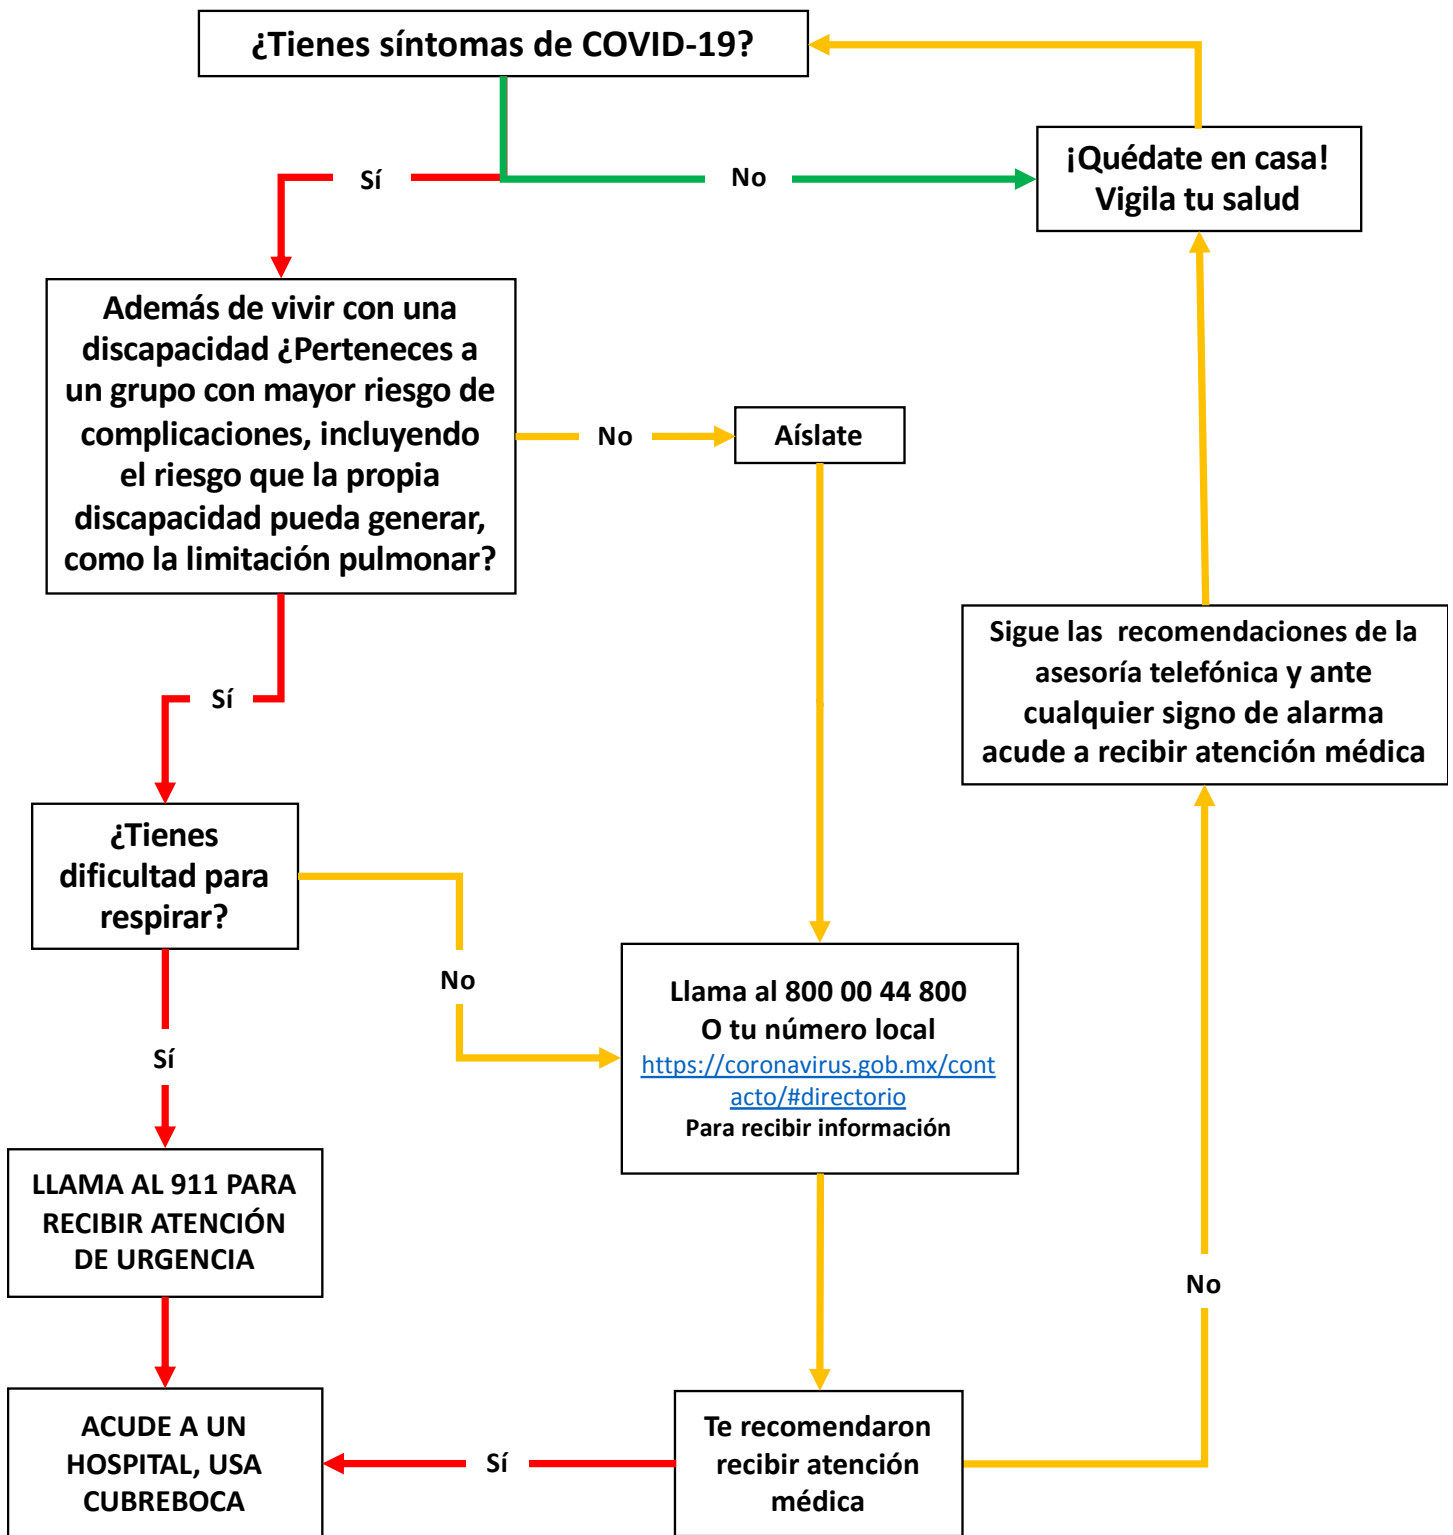 ¿Tienes síntomas de COVID-19?
¡Quédate en casa!
Vigila tu salud
Sí
No
Además de vivir con una
discapacidad ¿Perteneces a
un grupo con mayor riesgo de
complicaciones, incluyendo
el riesgo que la propia
discapacidad pueda generar,
como la limitación pulmonar?
No
Aíslate
Sigue las recomendaciones de la
asesoría telefónica y ante
cualquier signo de alarma
acude a recibir atención médica
Sí
¿Tienes
dificultad para
respirar?
No
Llama al 800 00 44 800
O tu número local
https://coronavirus.gob.mx/cont
acto/#directorio
Para recibir información
Sí
LLAMA AL 911 PARA
RECIBIR ATENCIÓN
DE URGENCIA
No
ACUDE A UN
HOSPITAL, USA
CUBREBOCA
Sí
Te recomendaron
recibir atención
médica